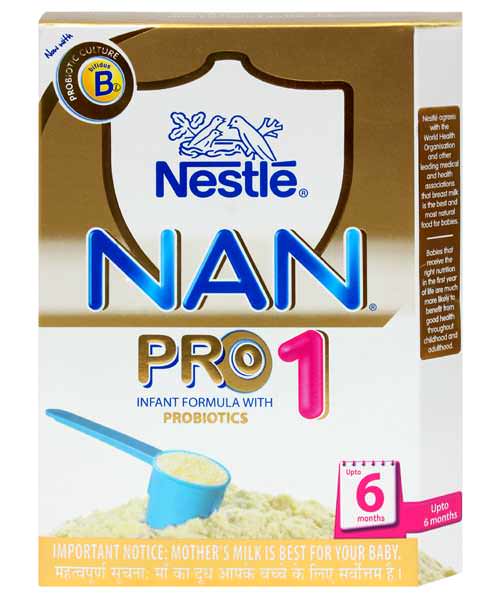 Now with
PROBIOTIC CULTURE
bifidus
BL
Nestlé®
NAN®
PRO 1
INFANT FORMULA WITH
PROBIOTICS
Upto
6
months
Upto
6 months
Nestlé agrees
with the
World Health
Organisation
and other
leading medical
and health
associations
that breast milk
is the best and
most natural
food for babies.
Babies that
receive the
right nutrition
in the first year
of life are much
more likely to
benefit from
good health
throughout
childhood and
adulthood.
IMPORTANT NOTICE: MOTHER'S MILK IS BEST FOR YOUR BABY.
महत्वपूर्ण सूचना: मां का दूध आपके बच्चे के लिए सर्वोत्तम है।